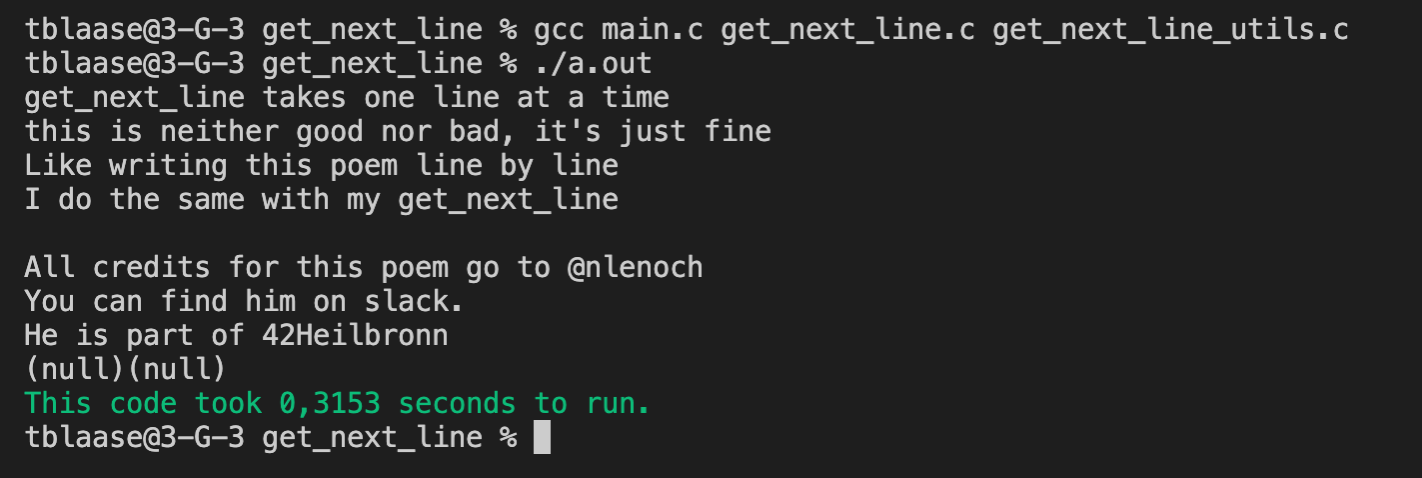 tblaase@3-G-3 get_next_line % gcc main.c get_next_line.c get_next_line_utils.c
tblaase@3-G-3 get_next_line % ./a.out
get_next_line takes one line at a time
this is neither good nor bad, it's just fine
Like writing this poem line by line
I do the same with my get_next_line

All credits for this poem go to @nlenoch
You can find him on slack.
He is part of 42Heilbronn
(null)(null)
This code took 0,3153 seconds to run.
tblaase@3-G-3 get_next_line %